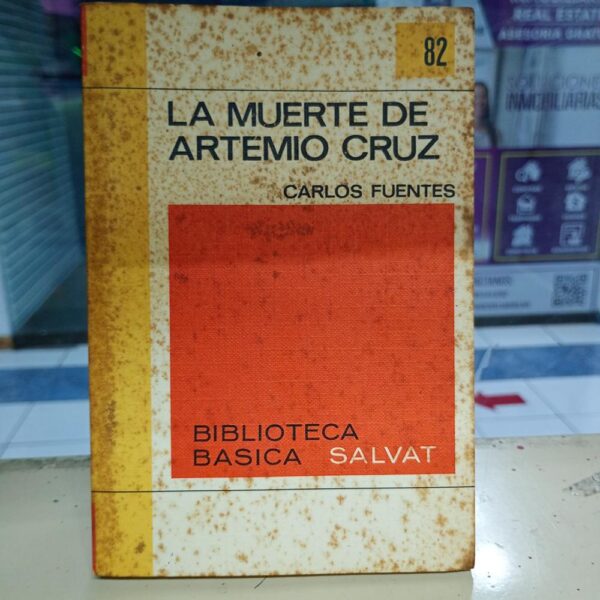 82
LA MUERTE DE
ARTEMIO CRUZ
CARLOS FUENTES
BIBLIOTECA
BASICA SALVAT
REAL ESTATE
INMOBILIARIAS